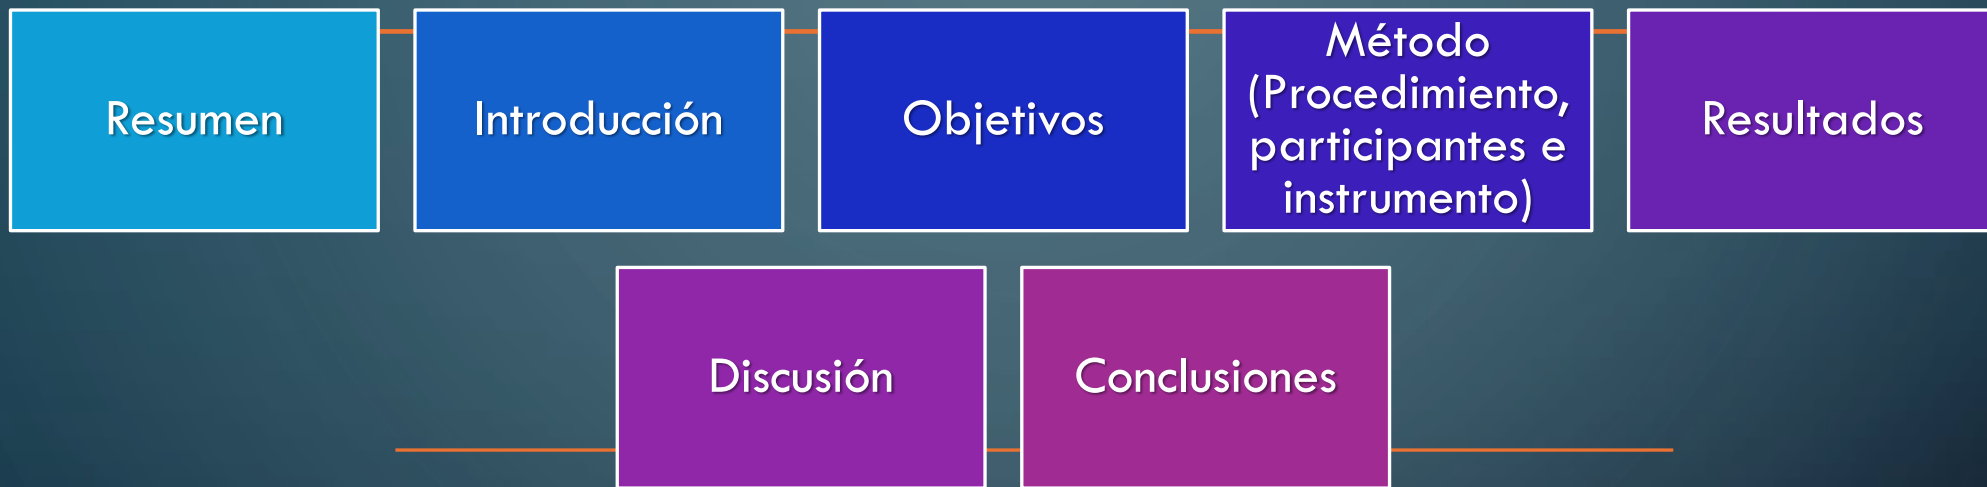 Resumen
Introducción
Objetivos
Método
(Procedimiento,
participantes e
instrumento)
Resultados
Discusión
Conclusiones